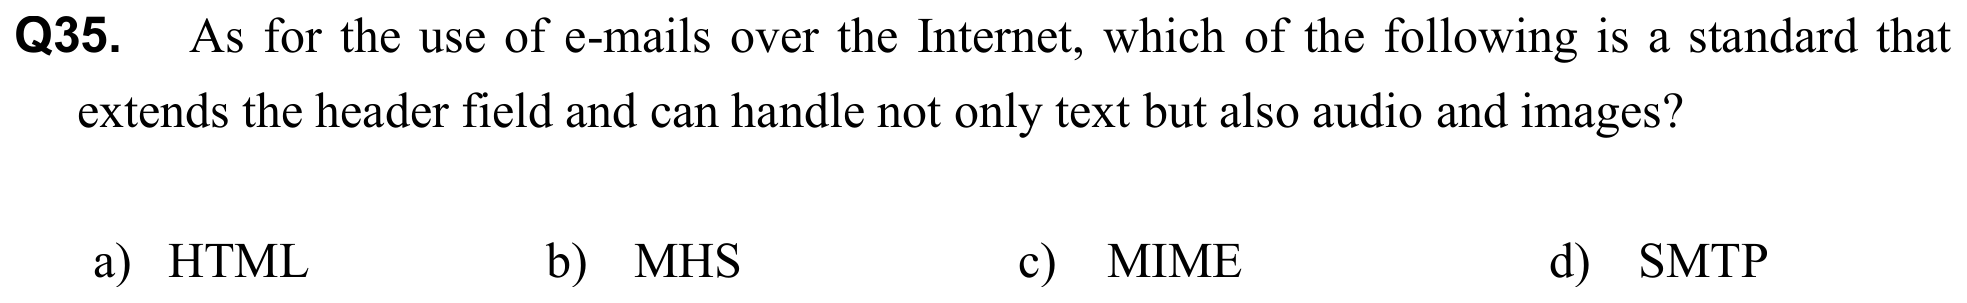 Q35. As for the use of e-mails over the Internet, which of the following is a standard that
extends the header field and can handle not only text but also audio and images?
a) HTML b) MHS c) MIME d) SMTP